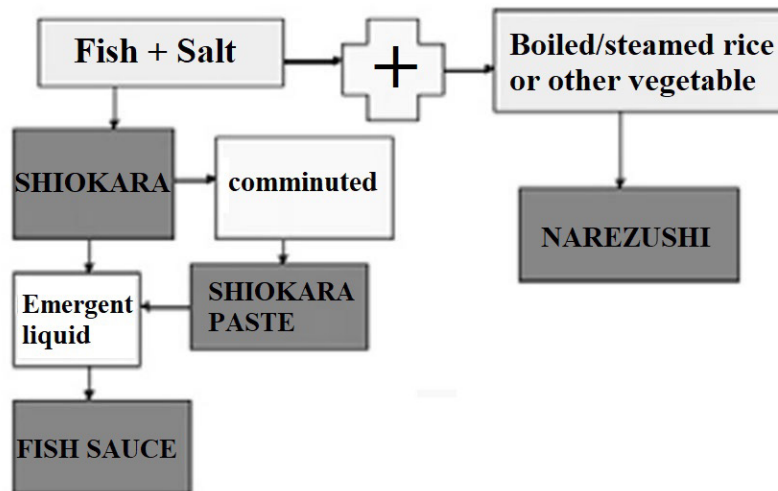 Fish + Salt
+
Boiled/steamed rice
or other vegetable
SHIOKARA
comminuted
NAREZUSHI
Emergent
liquid
SHIOKARA
PASTE
FISH SAUCE